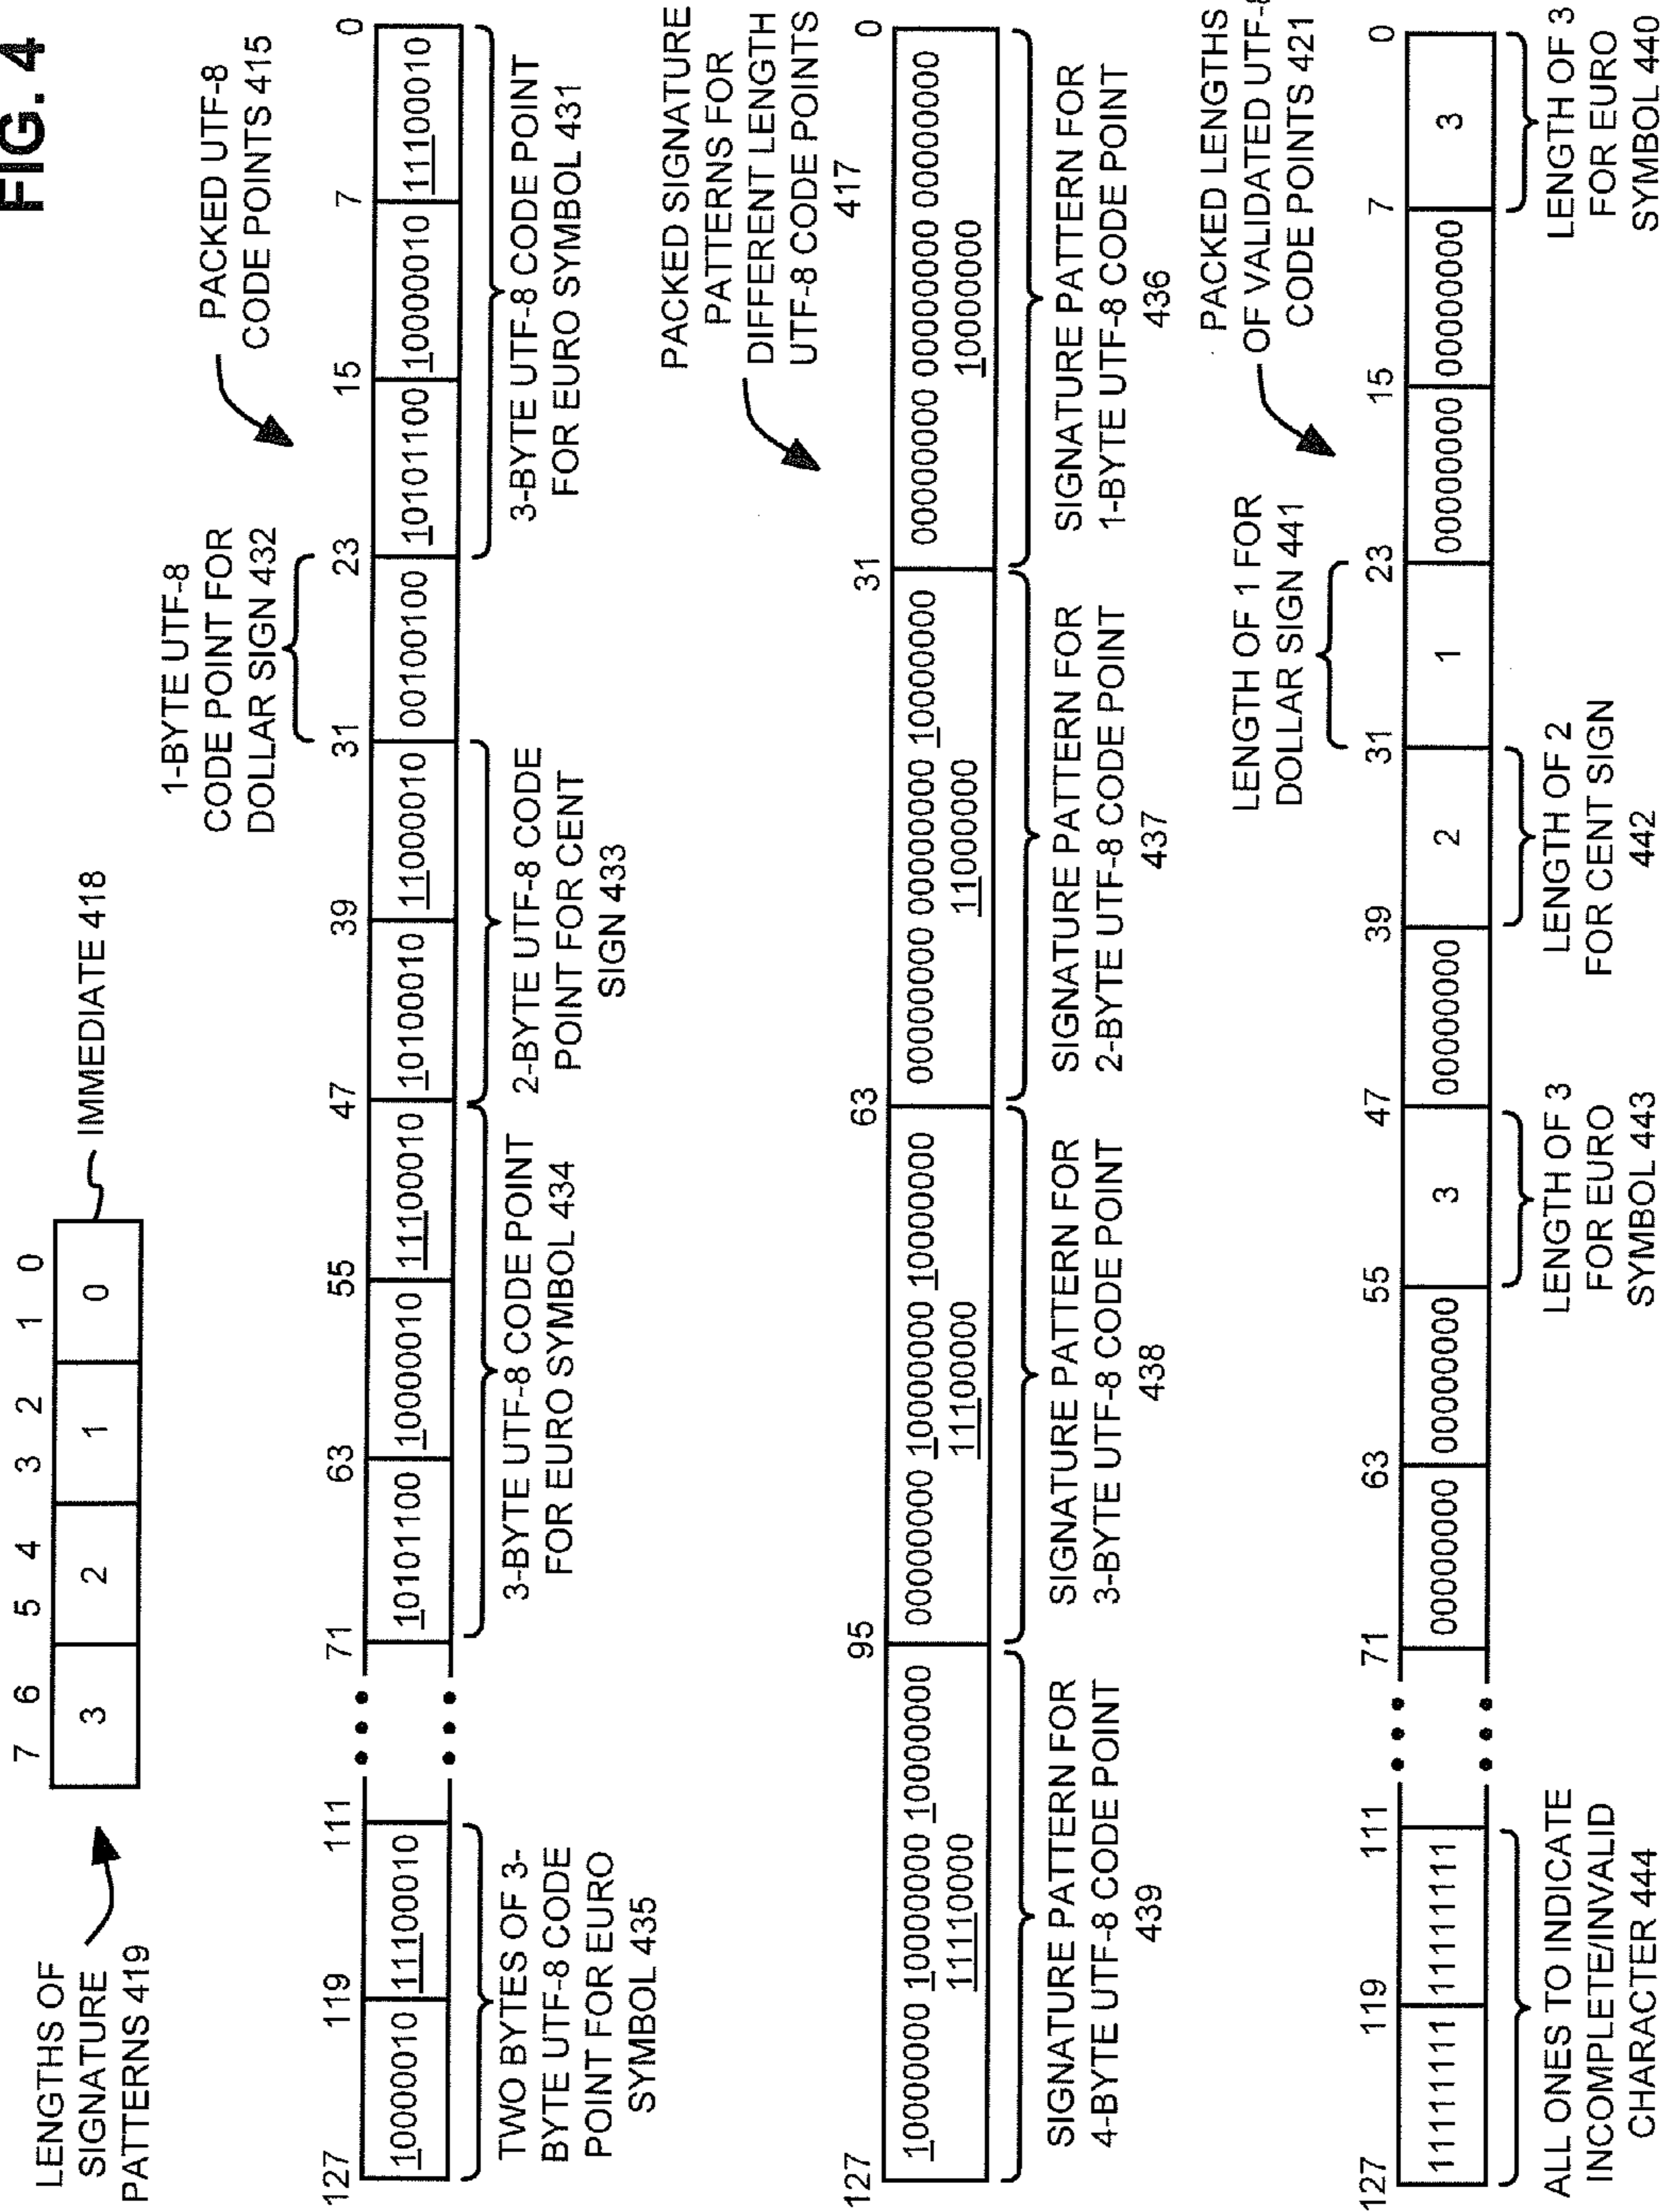 FIG. 4
LENGTHS OF
SIGNATURE
PATTERNS 419
7 6 5 4 3 2 1 0
3 2 1 0
IMMEDIATE 418
PACKED UTF-8
CODE POINTS 415
1-BYTE UTF-8
CODE POINT FOR
DOLLAR SIGN 432
127 119 111 71 63 55 47 39 31 23 15 7 0
10000010 11100010 • • • 10101100 10000010 11100010 10100010 11000010 00100100 10101100 10000010 11100010
TWO BYTES OF 3-
BYTE UTF-8 CODE
POINT FOR EURO
SYMBOL 435
3-BYTE UTF-8 CODE POINT
FOR EURO SYMBOL 434
2-BYTE UTF-8 CODE
POINT FOR CENT
SIGN 433
3-BYTE UTF-8 CODE POINT
FOR EURO SYMBOL 431
PACKED SIGNATURE
PATTERNS FOR
DIFFERENT LENGTH
UTF-8 CODE POINTS
417
127 95 63 31 0
10000000 10000000 10000000
11110000
00000000 10000000 10000000
11100000
00000000 00000000 10000000
11000000
00000000 00000000 00000000
10000000
SIGNATURE PATTERN FOR
4-BYTE UTF-8 CODE POINT
439
SIGNATURE PATTERN FOR
3-BYTE UTF-8 CODE POINT
438
SIGNATURE PATTERN FOR
2-BYTE UTF-8 CODE POINT
437
SIGNATURE PATTERN FOR
1-BYTE UTF-8 CODE POINT
436
LENGTH OF 1 FOR
DOLLAR SIGN 441
PACKED LENGTHS
OF VALIDATED UTF-8
CODE POINTS 421
127 119 111 71 63 55 47 39 31 23 15 7 0
11111111 11111111 • • • 00000000 00000000 3 00000000 2 1 00000000 00000000 3
ALL ONES TO INDICATE
INCOMPLETE/INVALID
CHARACTER 444
LENGTH OF 3
FOR EURO
SYMBOL 443
LENGTH OF 2
FOR CENT SIGN
442
LENGTH OF 3
FOR EURO
SYMBOL 440